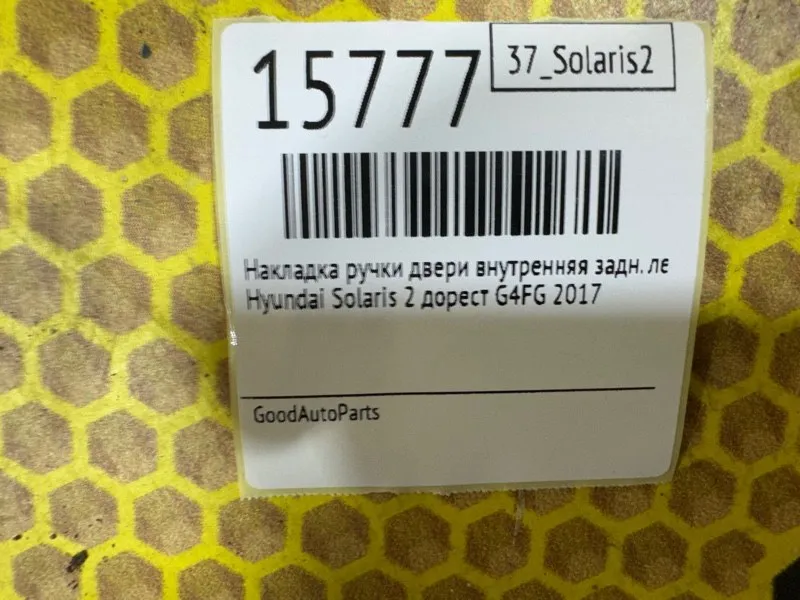 15777
37_Solaris2
Накладка ручки двери внутренняя задн. ле
Hyundai Solaris 2 дорест G4FG 2017
GoodAutoParts